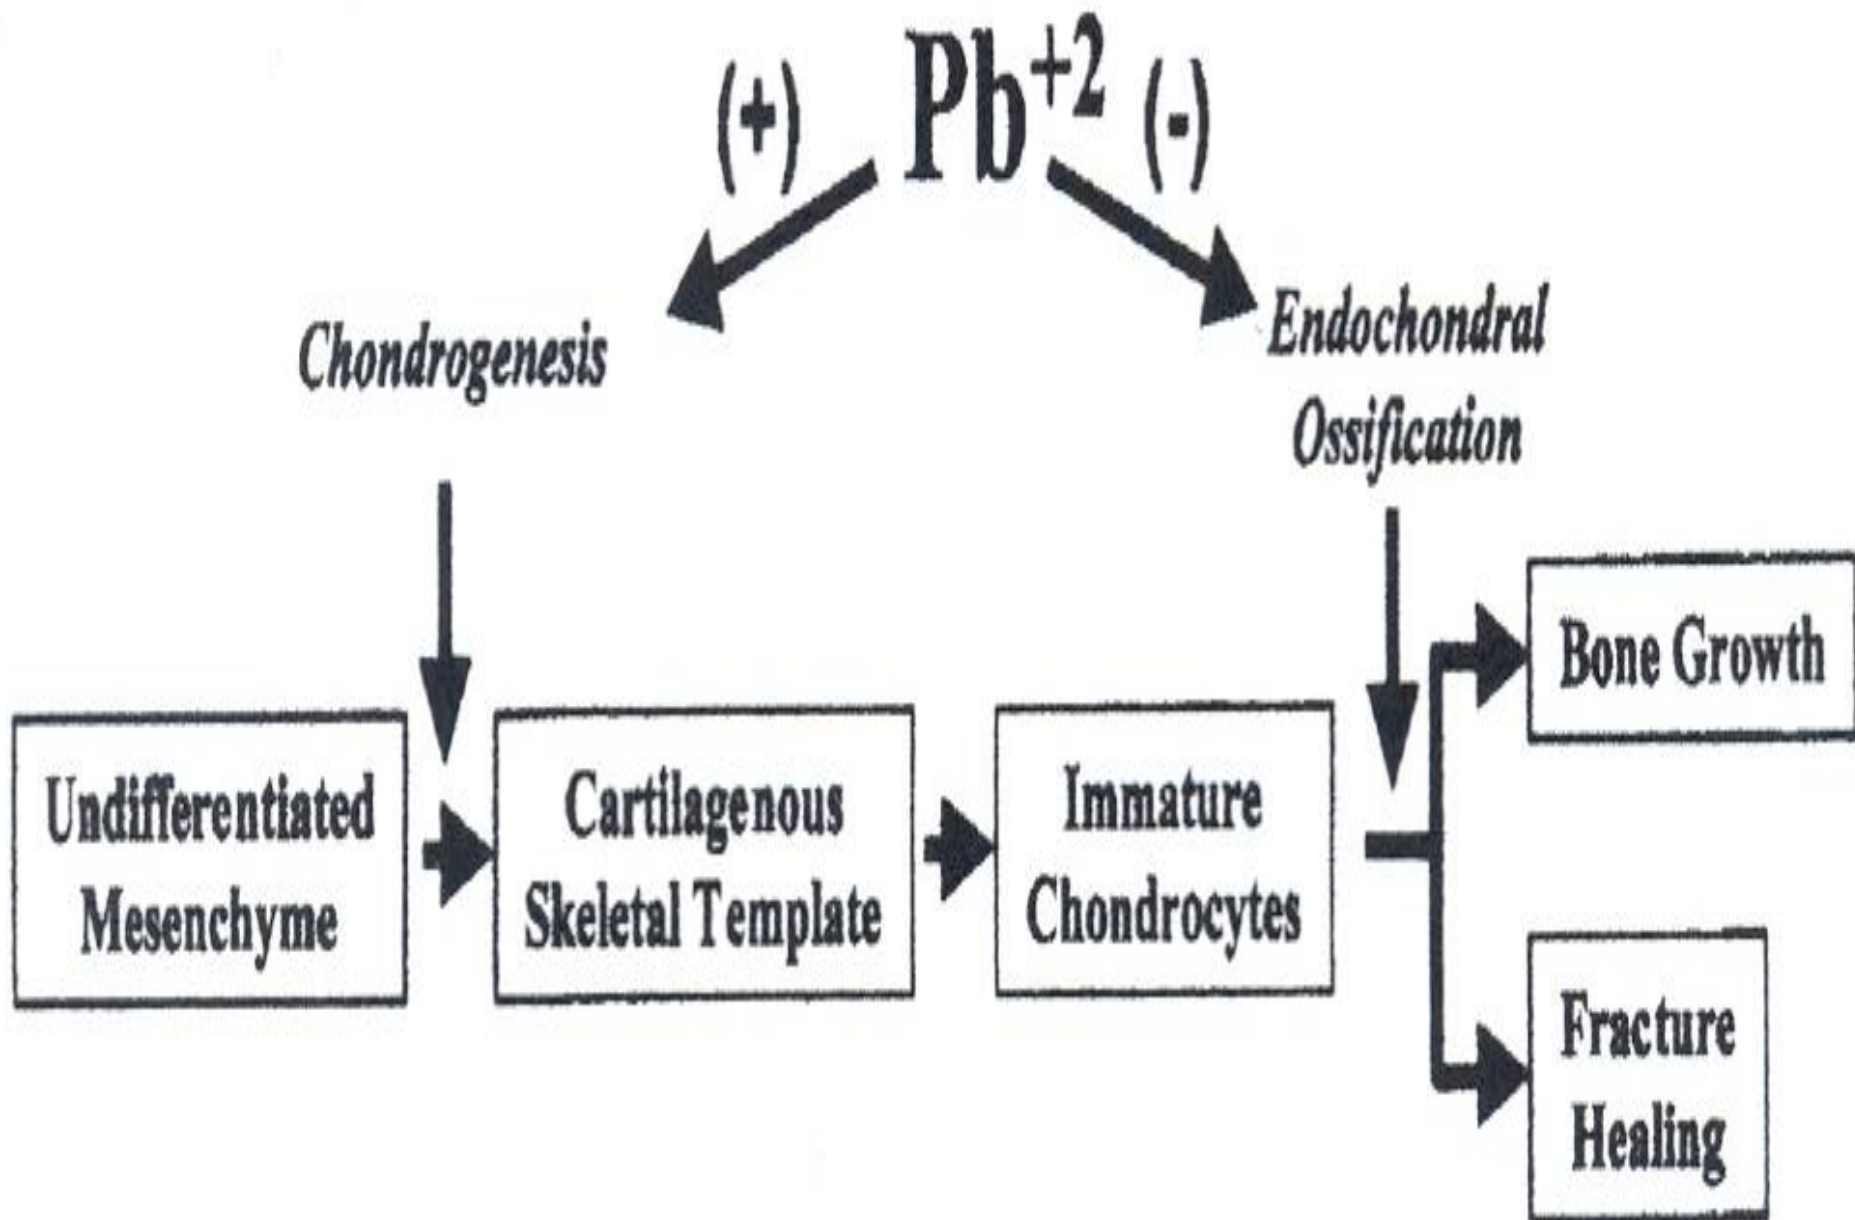 (+) Pb+2 (-)
Chondrogenesis
Endochondral
Ossification
Undifferentiated
Mesenchyme
Cartilagenous
Skeletal Template
Immature
Chondrocytes
Bone Growth
Fracture
Healing